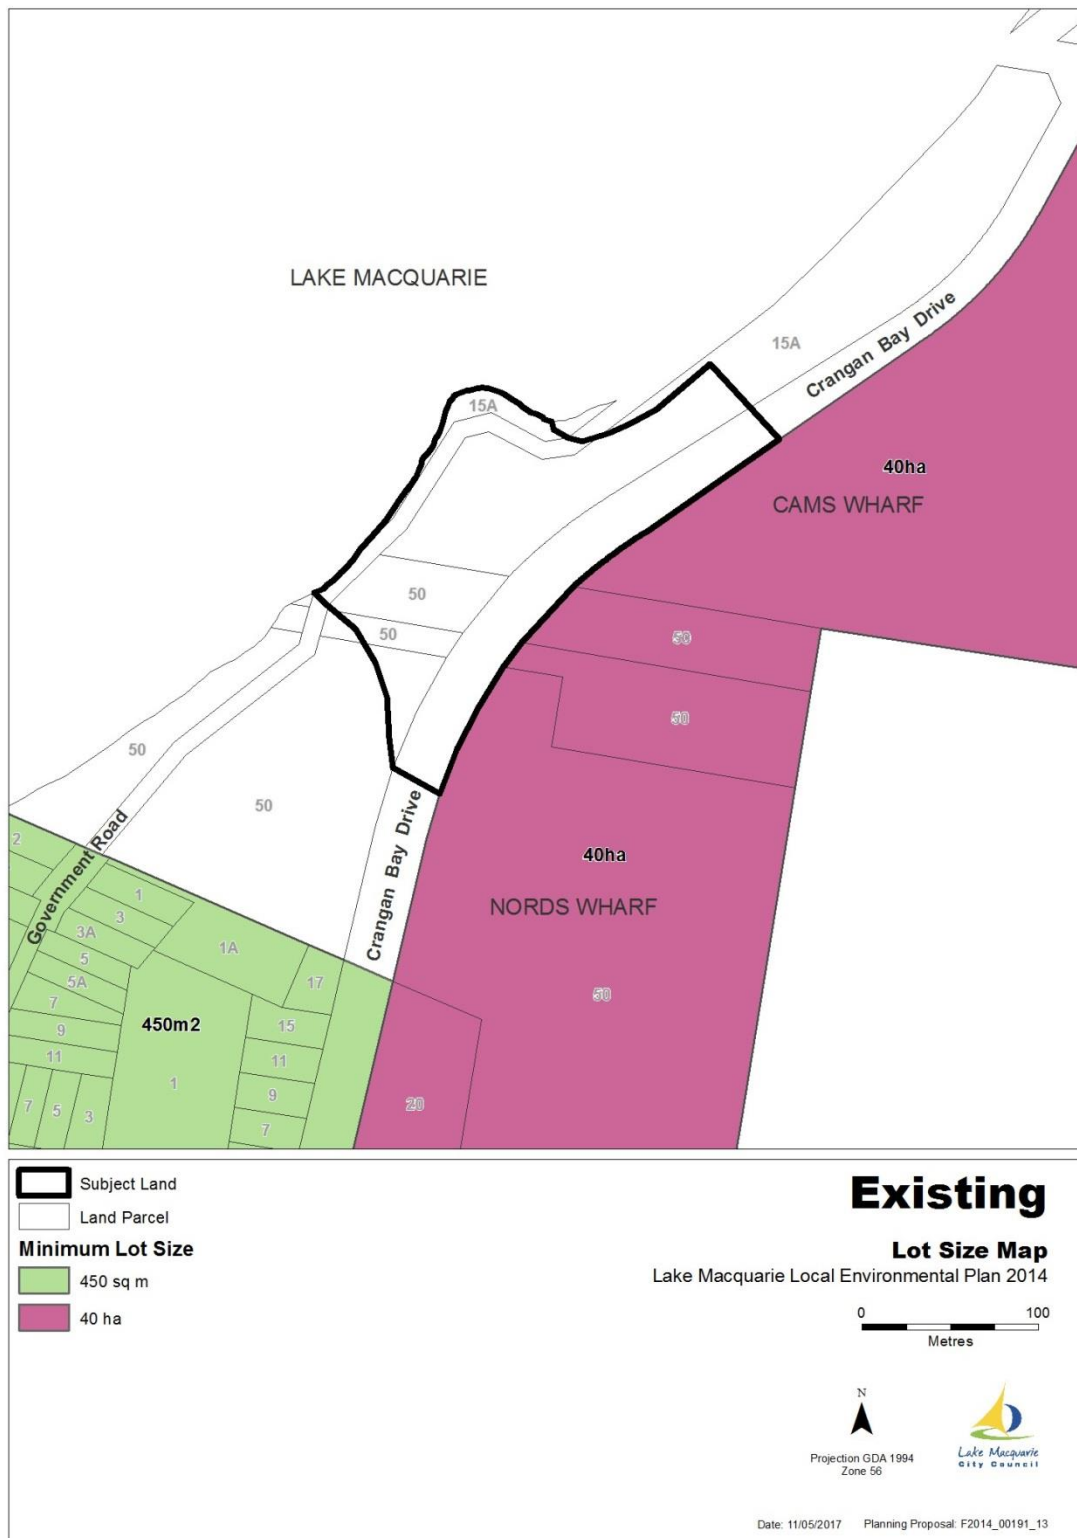 LAKE MACQUARIE
15A
Crangan Bay Drive
15A
40ha
CAMS WHARF
50
50
50
50
50
50
Government Road
Crangan Bay Drive
40ha
NORDS WHARF
50
2
1
3
3A
1A
5
17
5A
7
450m2
15
9
11
11
1
9
7
5
3
7
20
Subject Land
Land Parcel
Minimum Lot Size
450 sq m
40 ha
Existing
Lot Size Map
Lake Macquarie Local Environmental Plan 2014
0 100
Metres
N
Projection GDA 1994
Zone 56
Lake Macquarie
City Council
Date: 11/05/2017 Planning Proposal: F2014_00191_13